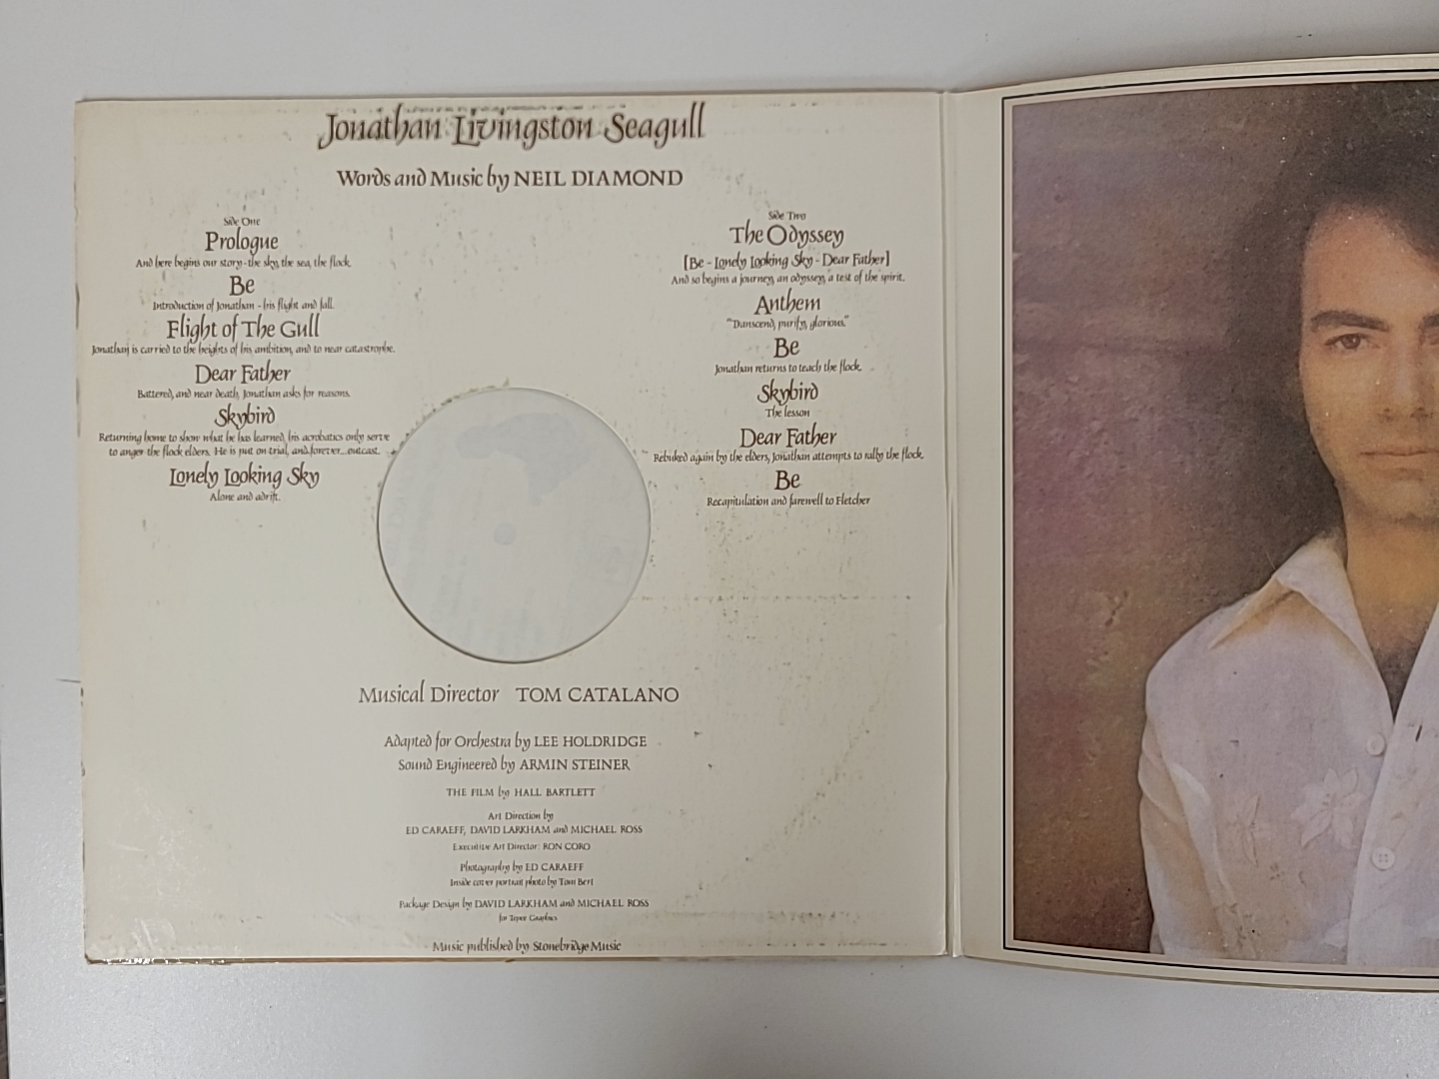 Jonathan Livingston Seagull
Words and Music by NEIL DIAMOND
Side One
Prologue
And here begins our story - the sky, the sea, the flock.
Be
Introduction of Jonathan - his flight and fall.
Flight of The Gull
Jonathan is carried to the heights of his ambition, and to near catastrophe.
Dear Father
Battered, and near death, Jonathan asks for reasons.
Skybird
Returning home to show what he has learned, his acrobatics only serve
to anger the flock elders. He is put on trial, and forever...outcast.
Lonely Looking Sky
Alone and adrift.
Side Two
The Odyssey
[Be - Lonely Looking Sky - Dear Father]
And so begins a journey, an odyssey, a test of the spirit.
Anthem
"Transcend, purify, glorious."
Be
Jonathan returns to teach the flock.
Skybird
The lesson
Dear Father
Rebuked again by the elders, Jonathan attempts to rally the flock.
Be
Recapitulation and farewell to Fletcher
Musical Director TOM CATALANO
Adapted for Orchestra by LEE HOLDRIDGE
Sound Engineered by ARMIN STEINER
THE FILM by HALL BARTLETT
Art Direction by
ED CARAEFF, DAVID LARKHAM and MICHAEL ROSS
Executive Art Director: RON CORO
Photography by ED CARAEFF
Inside cover portrait photo by Tom Bert
Package Design by DAVID LARKHAM and MICHAEL ROSS
for Tepee Graphics
Music published by Stonebridge Music